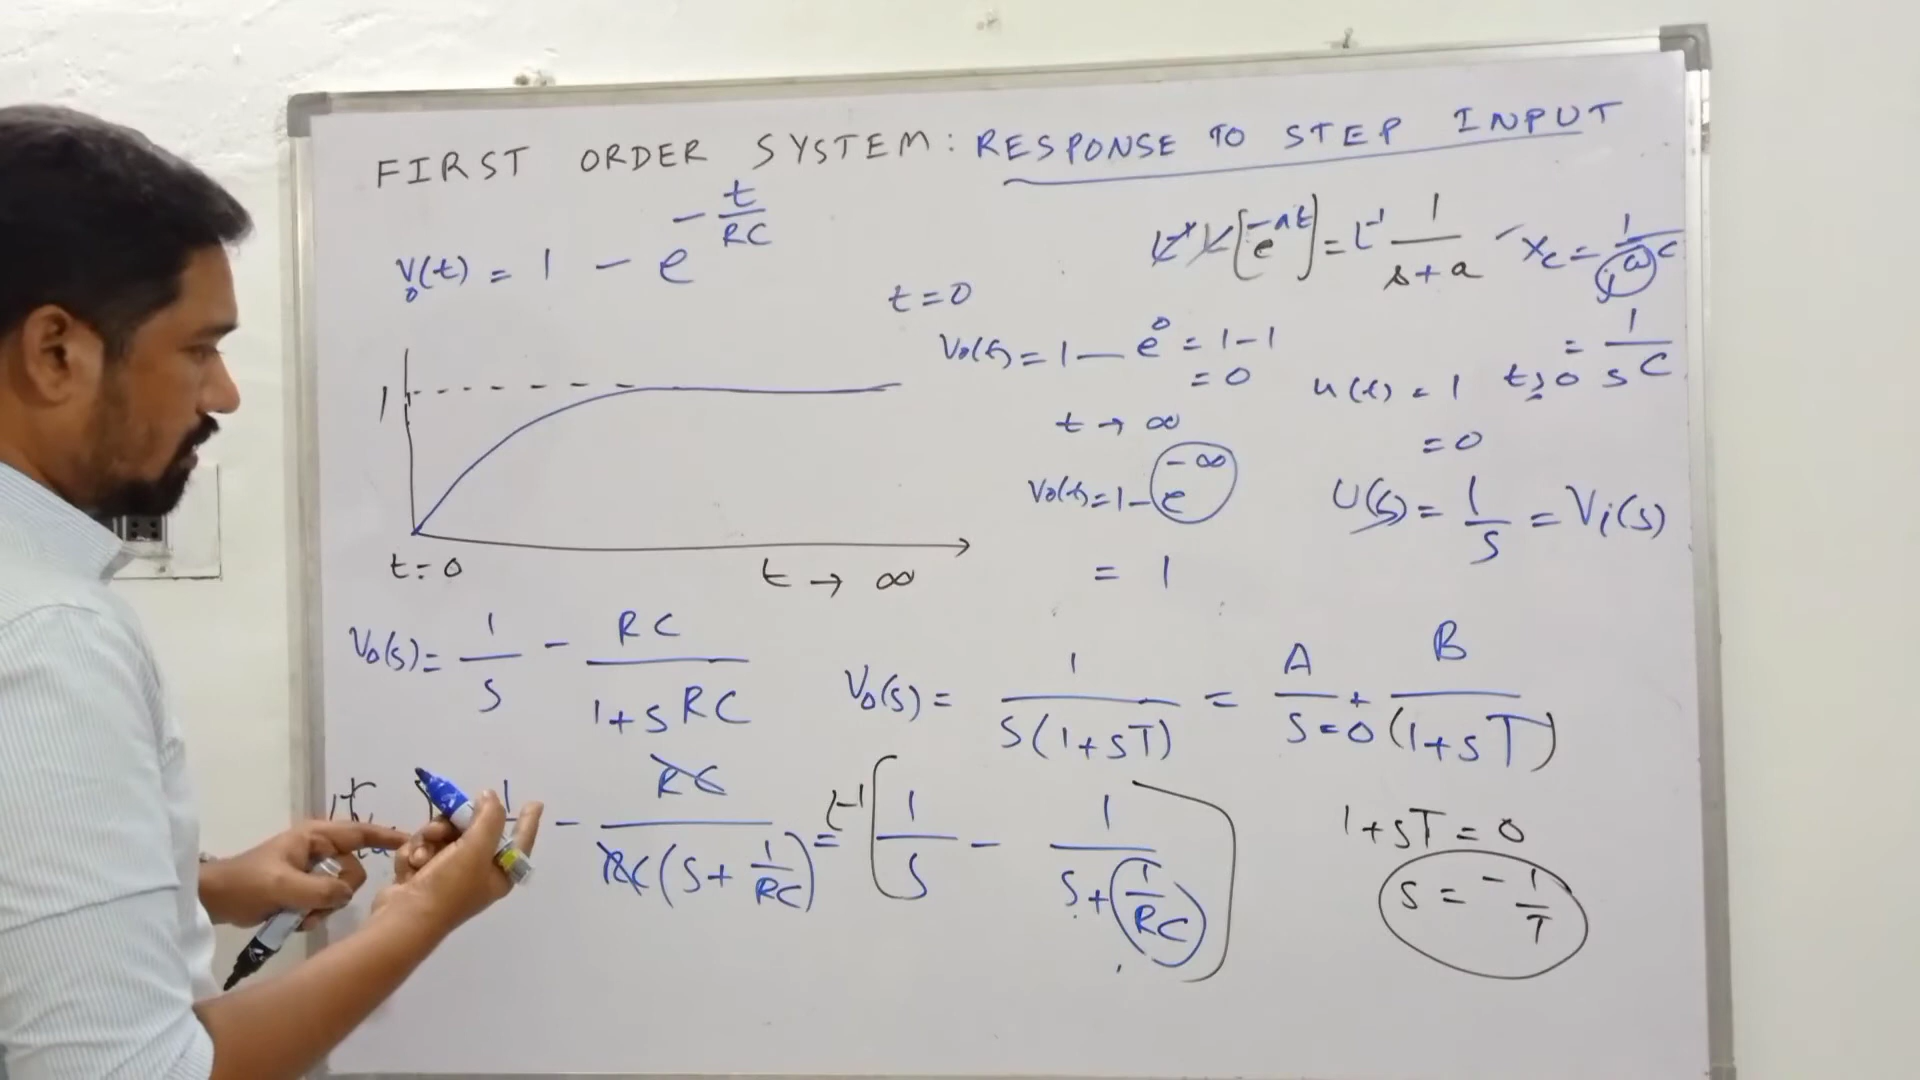 FIRST ORDER SYSTEM: RESPONSE TO STEP INPUT
V₀(t) = 1 - e^(-t/RC)
L⁻¹ L[e^(-at)] = L⁻¹ 1/(s+a)
Xc = 1/(jωC)
= 1/(sC)
t=0
V₀(t) = 1 — e⁰ = 1-1
= 0
u(t) = 1 t≥0
= 0
t → ∞
V₀(t) = 1 - e^(-∞)
= 1
U(s) = 1/s = Vi(s)
1
t=0 t → ∞
V₀(s) = 1/s - RC/(1+sRC)
V₀(s) = 1/(s(1+sT)) = A/(s=0) + B/(1+sT)
1 - RC/(RC(s + 1/RC)) = L⁻¹[1/s - 1/(s + 1/RC)]
1+sT = 0
s = -1/T